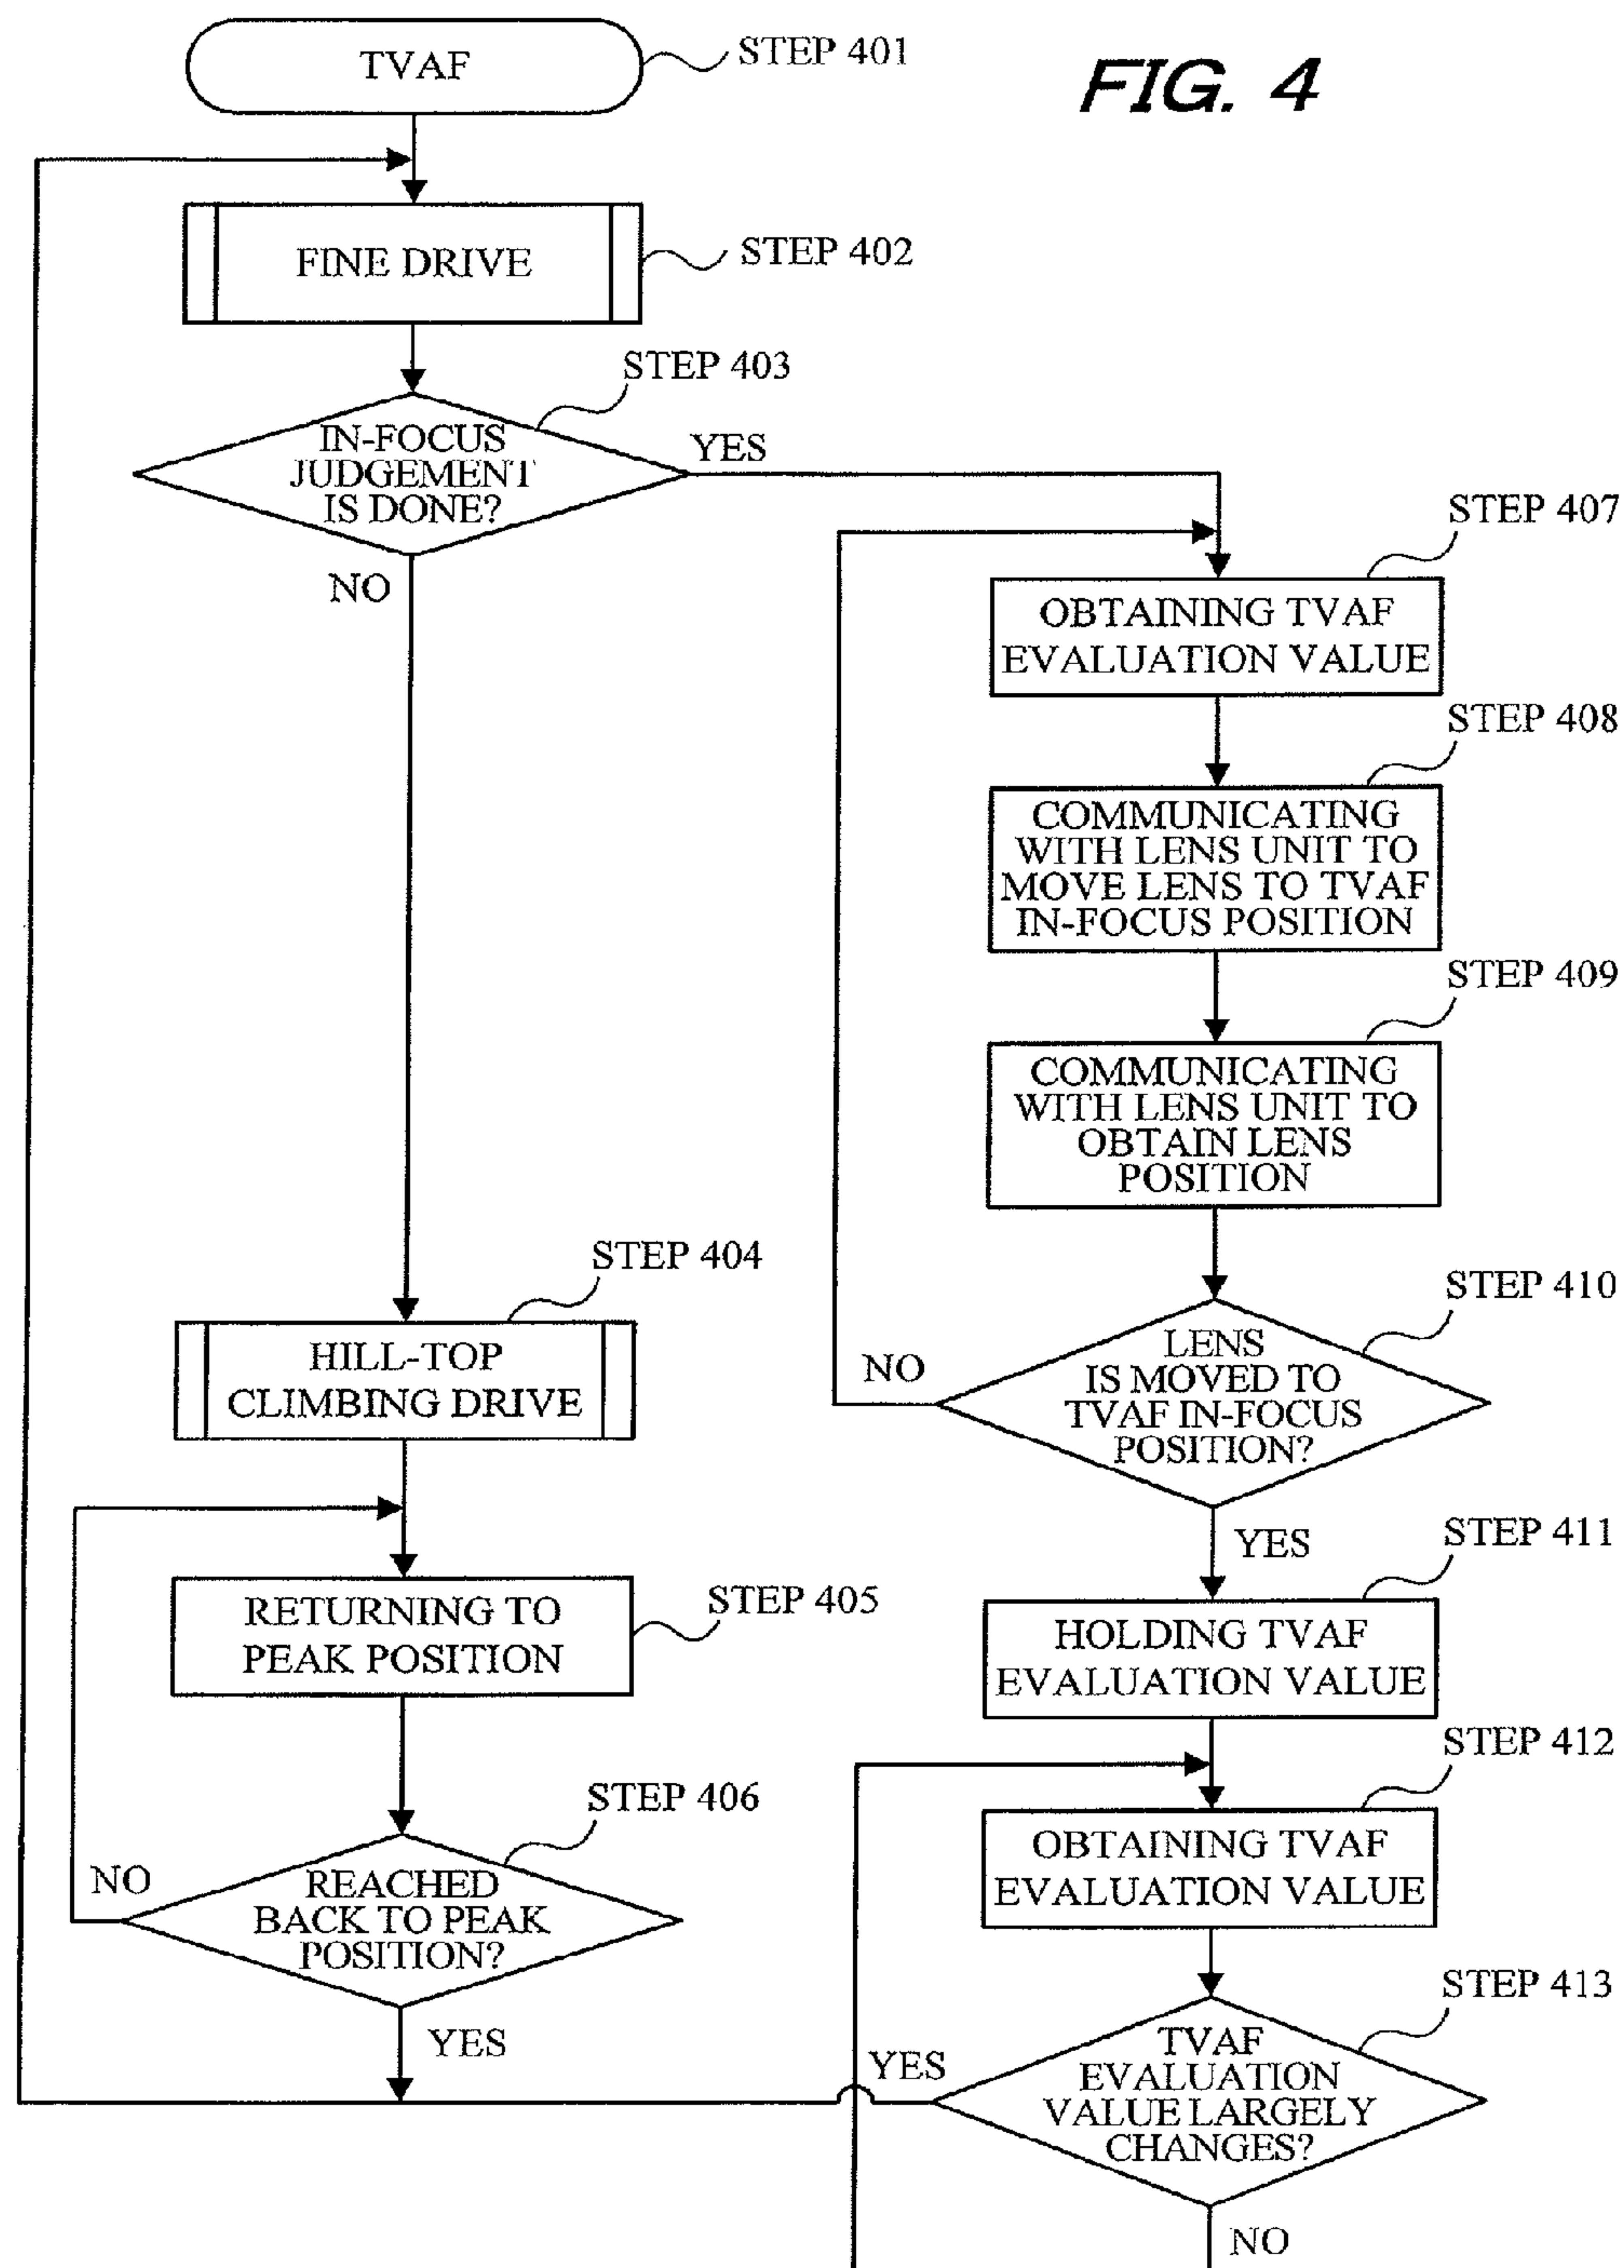 FIG. 4
TVAF
STEP 401
FINE DRIVE
STEP 402
STEP 403
IN-FOCUS
JUDGEMENT
IS DONE?
YES
NO
STEP 404
HILL-TOP
CLIMBING DRIVE
RETURNING TO
PEAK POSITION
STEP 405
STEP 406
REACHED
BACK TO PEAK
POSITION?
NO
YES
STEP 407
OBTAINING TVAF
EVALUATION VALUE
STEP 408
COMMUNICATING
WITH LENS UNIT TO
MOVE LENS TO TVAF
IN-FOCUS POSITION
STEP 409
COMMUNICATING
WITH LENS UNIT TO
OBTAIN LENS
POSITION
STEP 410
LENS
IS MOVED TO
TVAF IN-FOCUS
POSITION?
NO
YES
STEP 411
HOLDING TVAF
EVALUATION VALUE
STEP 412
OBTAINING TVAF
EVALUATION VALUE
STEP 413
TVAF
EVALUATION
VALUE LARGELY
CHANGES?
YES
NO